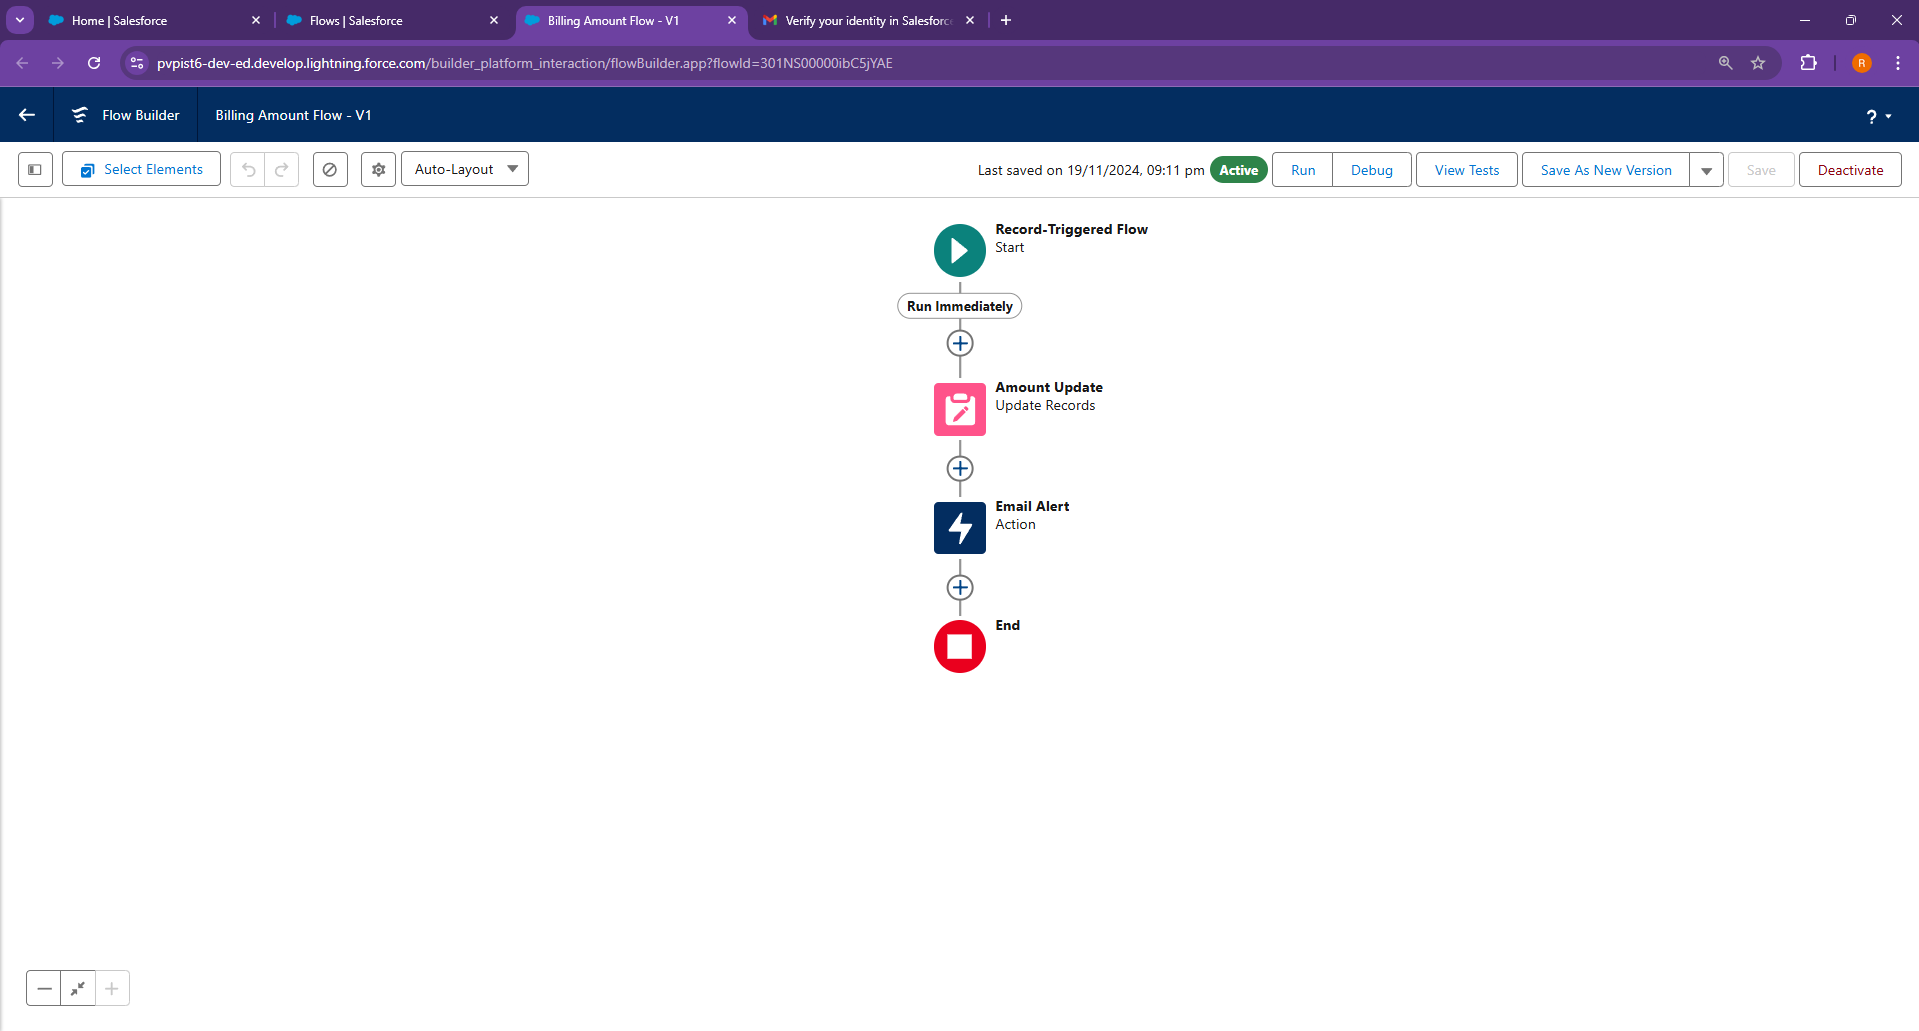 Home | Salesforce
Flows | Salesforce
Billing Amount Flow - V1
Verify your identity in Salesforce
pvpist6-dev-ed.develop.lightning.force.com/builder_platform_interaction/flowBuilder.app?flowId=301NS00000ibC5jYAE
R
Flow Builder
Billing Amount Flow - V1
?
Select Elements
Auto-Layout
Last saved on 19/11/2024, 09:11 pm
Active
Run
Debug
View Tests
Save As New Version
Save
Deactivate
Record-Triggered Flow
Start
Run Immediately
Amount Update
Update Records
Email Alert
Action
End